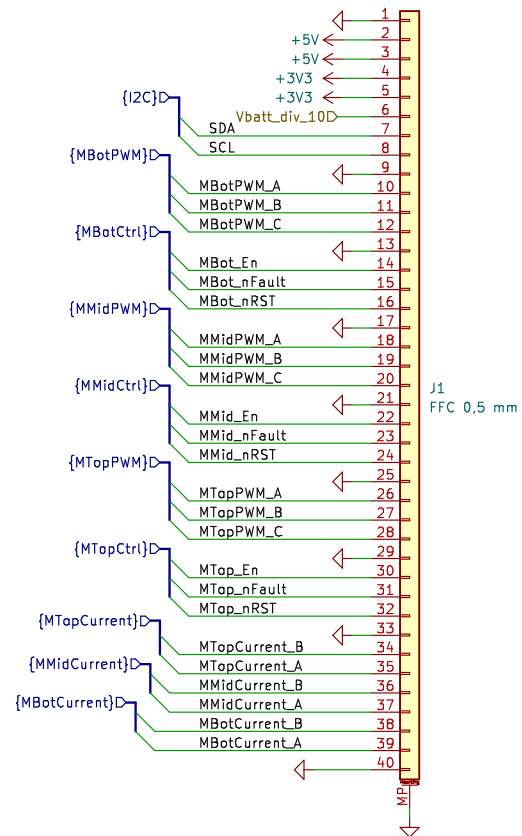 1
+5V 2
+5V 3
+3V3 4
+3V3 5
{I2C} Vbatt_div_10 6
SDA 7
SCL 8
{MBotPWM} 9
MBotPWM_A 10
MBotPWM_B 11
MBotPWM_C 12
{MBotCtrl} 13
MBot_En 14
MBot_nFault 15
MBot_nRST 16
{MMidPWM} 17
MMidPWM_A 18
MMidPWM_B 19
MMidPWM_C 20
{MMidCtrl} 21
MMid_En 22
MMid_nFault 23
MMid_nRST 24
{MTopPWM} 25
MTopPWM_A 26
MTopPWM_B 27
MTopPWM_C 28
{MTopCtrl} 29
MTop_En 30
MTop_nFault 31
MTop_nRST 32
{MTopCurrent} 33
MTopCurrent_B 34
MTopCurrent_A 35
{MMidCurrent} MMidCurrent_B 36
MMidCurrent_A 37
{MBotCurrent} MBotCurrent_B 38
MBotCurrent_A 39
40
J1
FFC 0,5 mm
MP